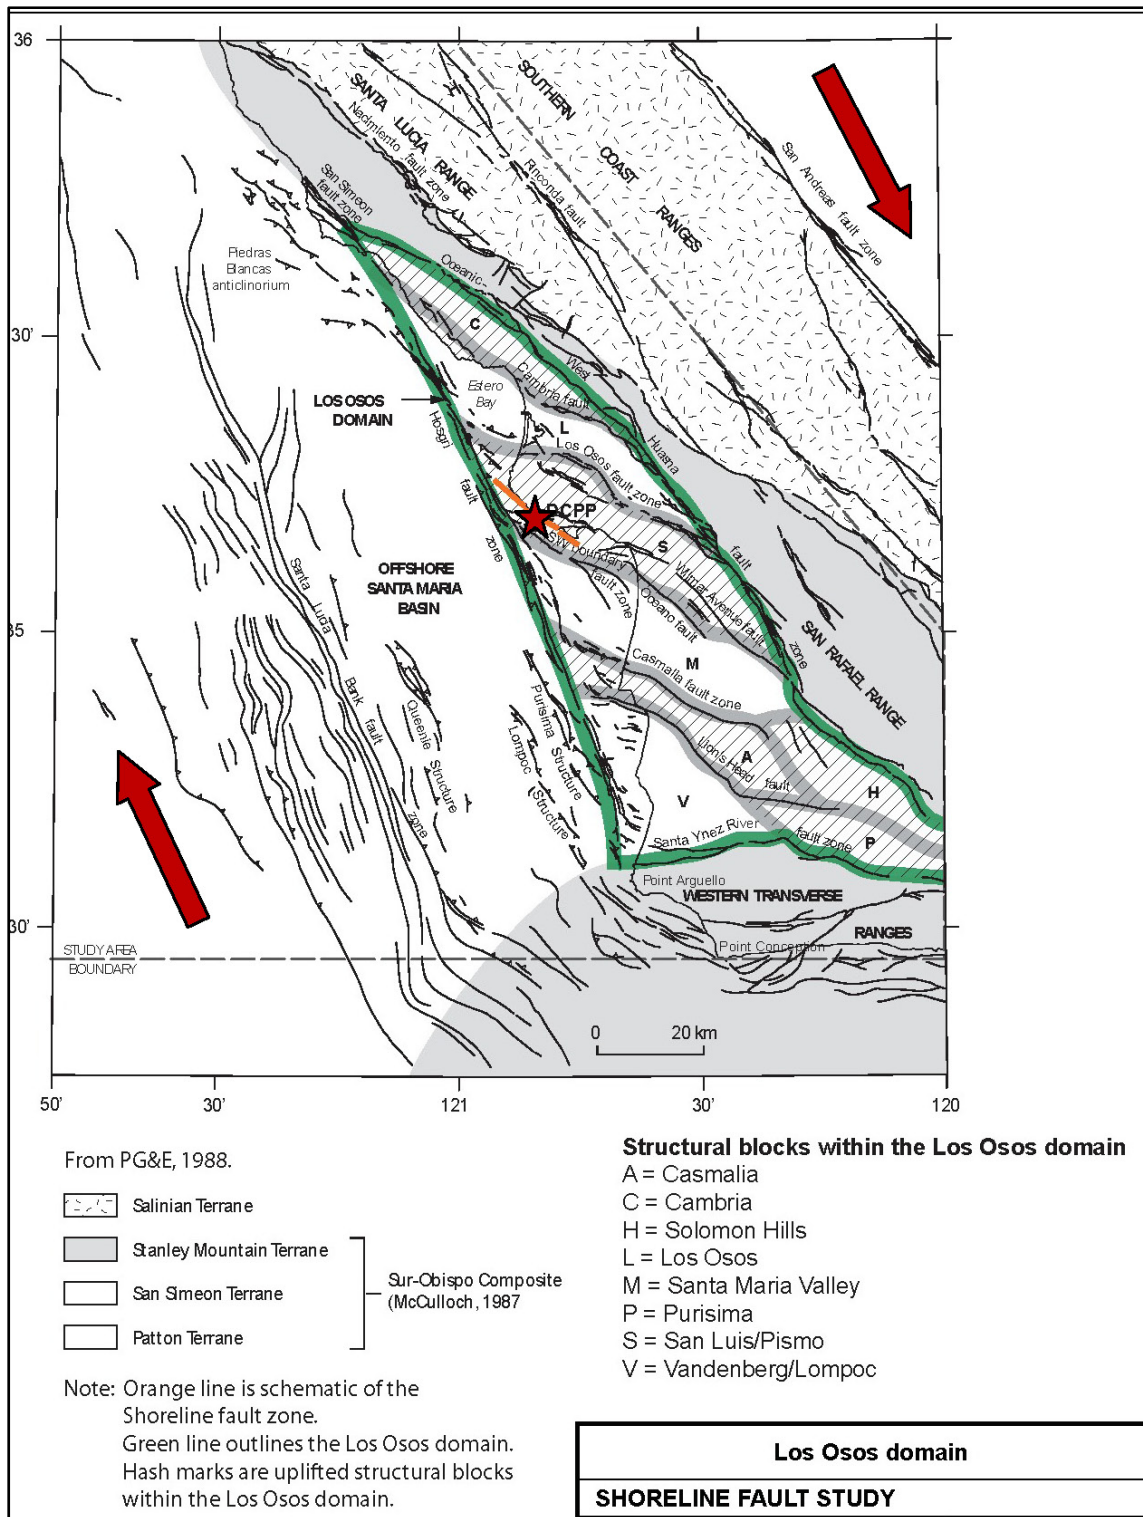 36
SANTA
LUCIA
RANGE
Nacimiento fault zone
SOUTHERN
COAST
RANGES
Rinconda fault
San Andreas fault zone
San Simeon
fault zone
Piedras
Blancas
anticlinorium
Oceanic-
West
Huasna
fault
zone
30'
C
Cambria fault
Estero
Bay
LOS OSOS
DOMAIN
Hosgri
fault
zone
L
Los Osos fault zone
DCPP
S
SW boundary
fault zone
Wilmar Avenue fault
Oceano fault
OFFSHORE
SANTA MARIA
BASIN
Santa Lucia
Bank fault
zone
35
M
SAN RAFAEL RANGE
Casmalia fault zone
Queenie Structure
Purisima Structure
Lompoc
Structure
Lion's Head fault
A
H
V
P
Santa Ynez River
fault zone
Point Arguello
WESTERN TRANSVERSE
RANGES
Point Conception
30'
STUDY AREA
BOUNDARY
0 20 km
50' 30' 121 30' 120
From PG&E, 1988.
Salinian Terrane
Stanley Mountain Terrane
San Simeon Terrane
Patton Terrane
Sur-Obispo Composite
(McCulloch, 1987
Note: Orange line is schematic of the
Shoreline fault zone.
Green line outlines the Los Osos domain.
Hash marks are uplifted structural blocks
within the Los Osos domain.
Structural blocks within the Los Osos domain
A = Casmalia
C = Cambria
H = Solomon Hills
L = Los Osos
M = Santa Maria Valley
P = Purisima
S = San Luis/Pismo
V = Vandenberg/Lompoc
Los Osos domain
SHORELINE FAULT STUDY